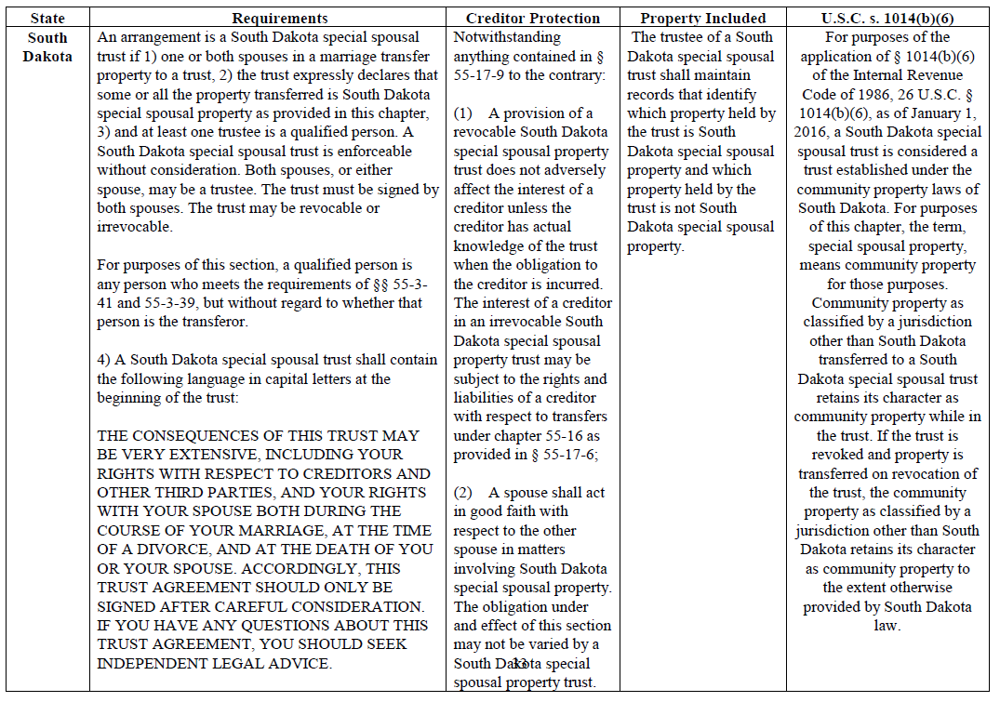 State
Requirements
Creditor Protection
Property Included
U.S.C. s. 1014(b)(6)
South
Dakota
An arrangement is a South Dakota special spousal
trust if 1) one or both spouses in a marriage transfer
property to a trust, 2) the trust expressly declares that
some or all the property transferred is South Dakota
special spousal property as provided in this chapter,
3) and at least one trustee is a qualified person. A
South Dakota special spousal trust is enforceable
without consideration. Both spouses, or either
spouse, may be a trustee. The trust must be signed by
both spouses. The trust may be revocable or
irrevocable.
For purposes of this section, a qualified person is
any person who meets the requirements of §§ 55-3-
41 and 55-3-39, but without regard to whether that
person is the transferor.
4) A South Dakota special spousal trust shall contain
the following language in capital letters at the
beginning of the trust:
THE CONSEQUENCES OF THIS TRUST MAY
BE VERY EXTENSIVE, INCLUDING YOUR
RIGHTS WITH RESPECT TO CREDITORS AND
OTHER THIRD PARTIES, AND YOUR RIGHTS
WITH YOUR SPOUSE BOTH DURING THE
COURSE OF YOUR MARRIAGE, AT THE TIME
OF A DIVORCE, AND AT THE DEATH OF YOU
OR YOUR SPOUSE. ACCORDINGLY, THIS
TRUST AGREEMENT SHOULD ONLY BE
SIGNED AFTER CAREFUL CONSIDERATION.
IF YOU HAVE ANY QUESTIONS ABOUT THIS
TRUST AGREEMENT, YOU SHOULD SEEK
INDEPENDENT LEGAL ADVICE.
Notwithstanding
anything contained in §
55-17-9 to the contrary:
(1) A provision of a
revocable South Dakota
special spousal property
trust does not adversely
affect the interest of a
creditor unless the
creditor has actual
knowledge of the trust
when the obligation to
the creditor is incurred.
The interest of a creditor
in an irrevocable South
Dakota special spousal
property trust may be
subject to the rights and
liabilities of a creditor
with respect to transfers
under chapter 55-16 as
provided in § 55-17-6;
(2) A spouse shall act
in good faith with
respect to the other
spouse in matters
involving South Dakota
special spousal property.
The obligation under
and effect of this section
may not be varied by a
South Dakota special
spousal property trust.
The trustee of a South
Dakota special spousal
trust shall maintain
records that identify
which property held by
the trust is South
Dakota special spousal
property and which
property held by the
trust is not South
Dakota special spousal
property.
For purposes of the
application of § 1014(b)(6)
of the Internal Revenue
Code of 1986, 26 U.S.C. §
1014(b)(6), as of January 1,
2016, a South Dakota special
spousal trust is considered a
trust established under the
community property laws of
South Dakota. For purposes
of this chapter, the term,
special spousal property,
means community property
for those purposes.
Community property as
classified by a jurisdiction
other than South Dakota
transferred to a South
Dakota special spousal trust
retains its character as
community property while in
the trust. If the trust is
revoked and property is
transferred on revocation of
the trust, the community
property as classified by a
jurisdiction other than South
Dakota retains its character
as community property to
the extent otherwise
provided by South Dakota
law.